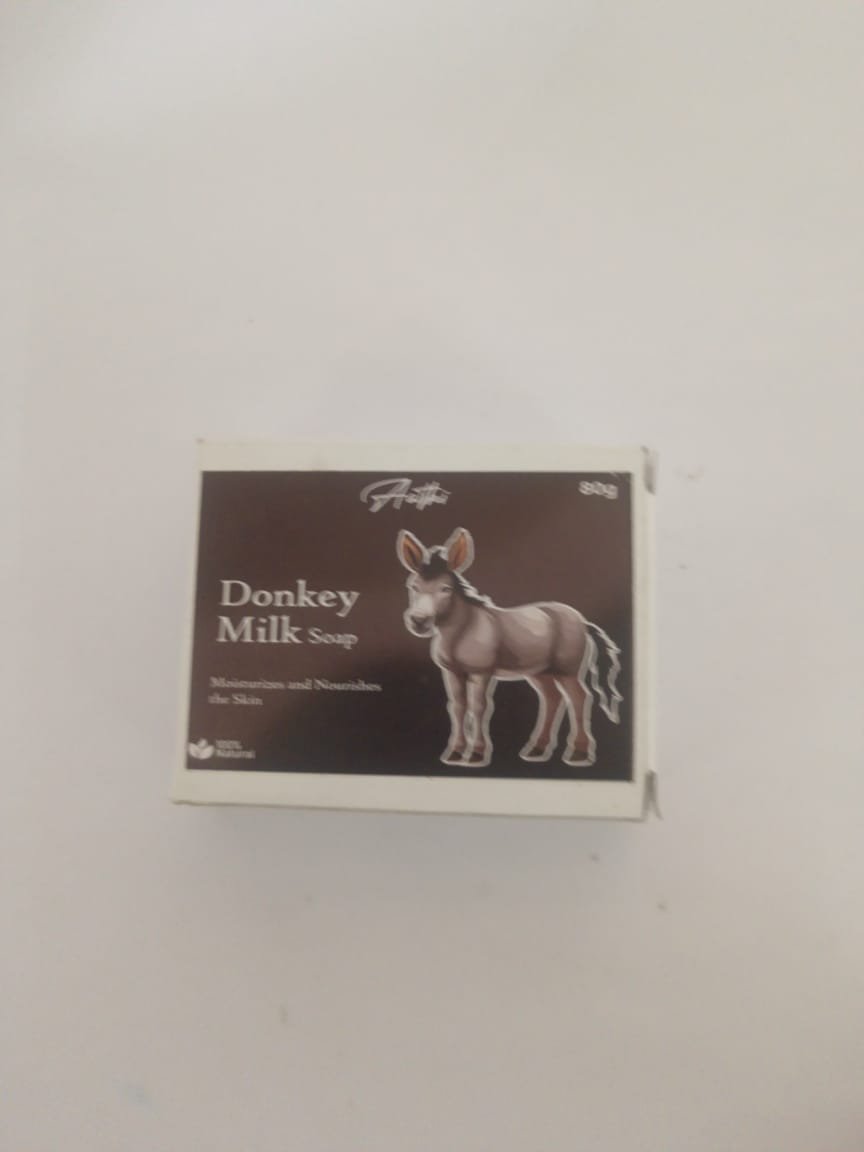 80g
Donkey
Milk Soap
Moisturizes and Nourishes
the Skin
100%
Natural